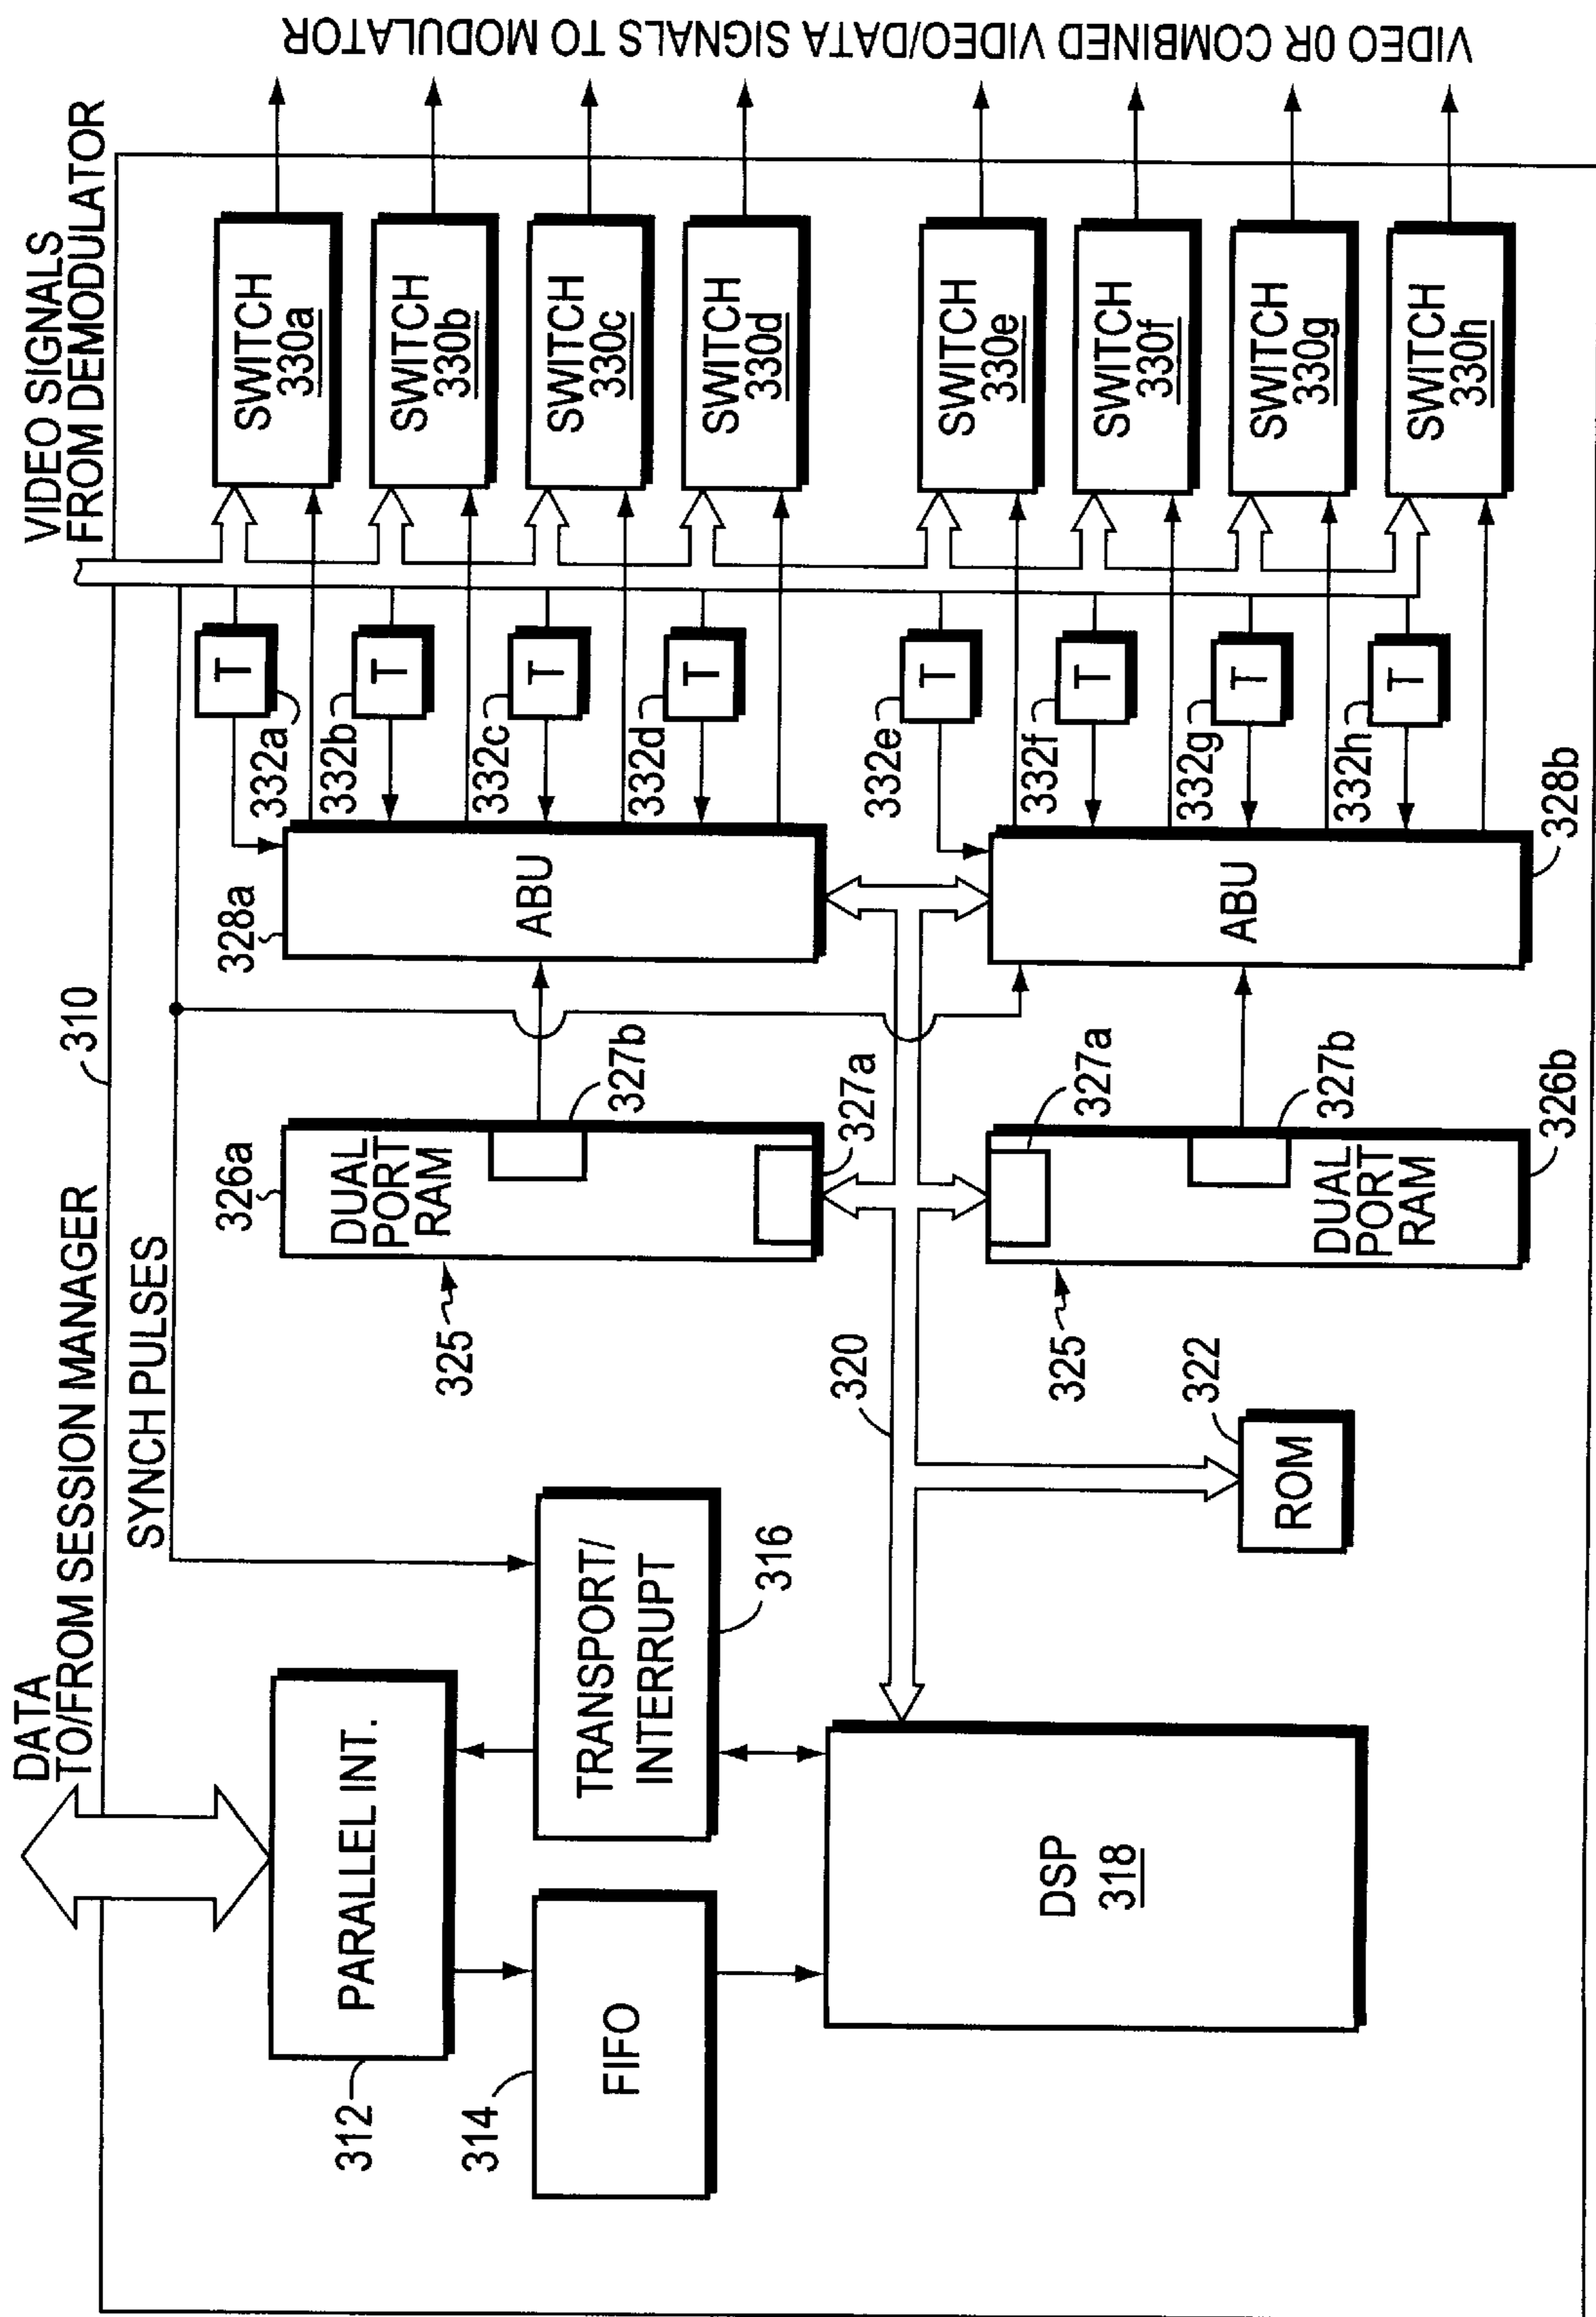 DATA
TO/FROM SESSION MANAGER
VIDEO SIGNALS
FROM DEMODULATOR
310
SYNCH PULSES
312
PARALLEL INT.
314
FIFO
TRANSPORT/
INTERRUPT
316
DSP
318
320
ROM
322
326a
DUAL
PORT
RAM
325
327b
327a
325
327a
327b
DUAL
PORT
RAM
326b
328a
ABU
ABU
328b
T
332a
T
332b
T
332c
T
332d
T
332e
T
332f
T
332g
T
332h
SWITCH
330a
SWITCH
330b
SWITCH
330c
SWITCH
330d
SWITCH
330e
SWITCH
330f
SWITCH
330g
SWITCH
330h
VIDEO 0R COMBINED VIDEO/DATA SIGNALS TO MODULATOR